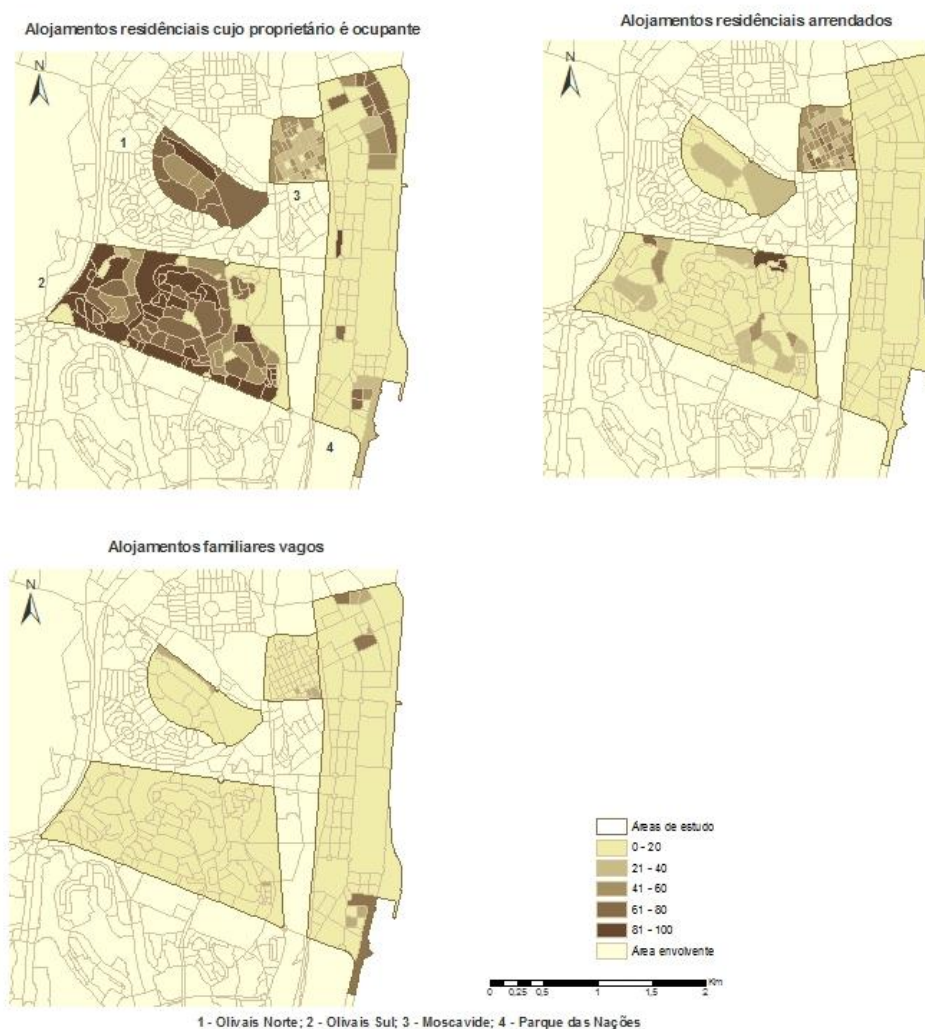 Alojamentos residênciais cujo proprietário é ocupante
Alojamentos residênciais arrendados
N
1
3
2
4
N
Alojamentos familiares vagos
N
Áreas de estudo
0 - 20
21 - 40
41 - 60
61 - 80
81 - 100
Área envolvente
Km
0 0,25 0,5 1 1,5 2
1 - Olivais Norte; 2 - Olivais Sul; 3 - Moscavide; 4 - Parque das Nações